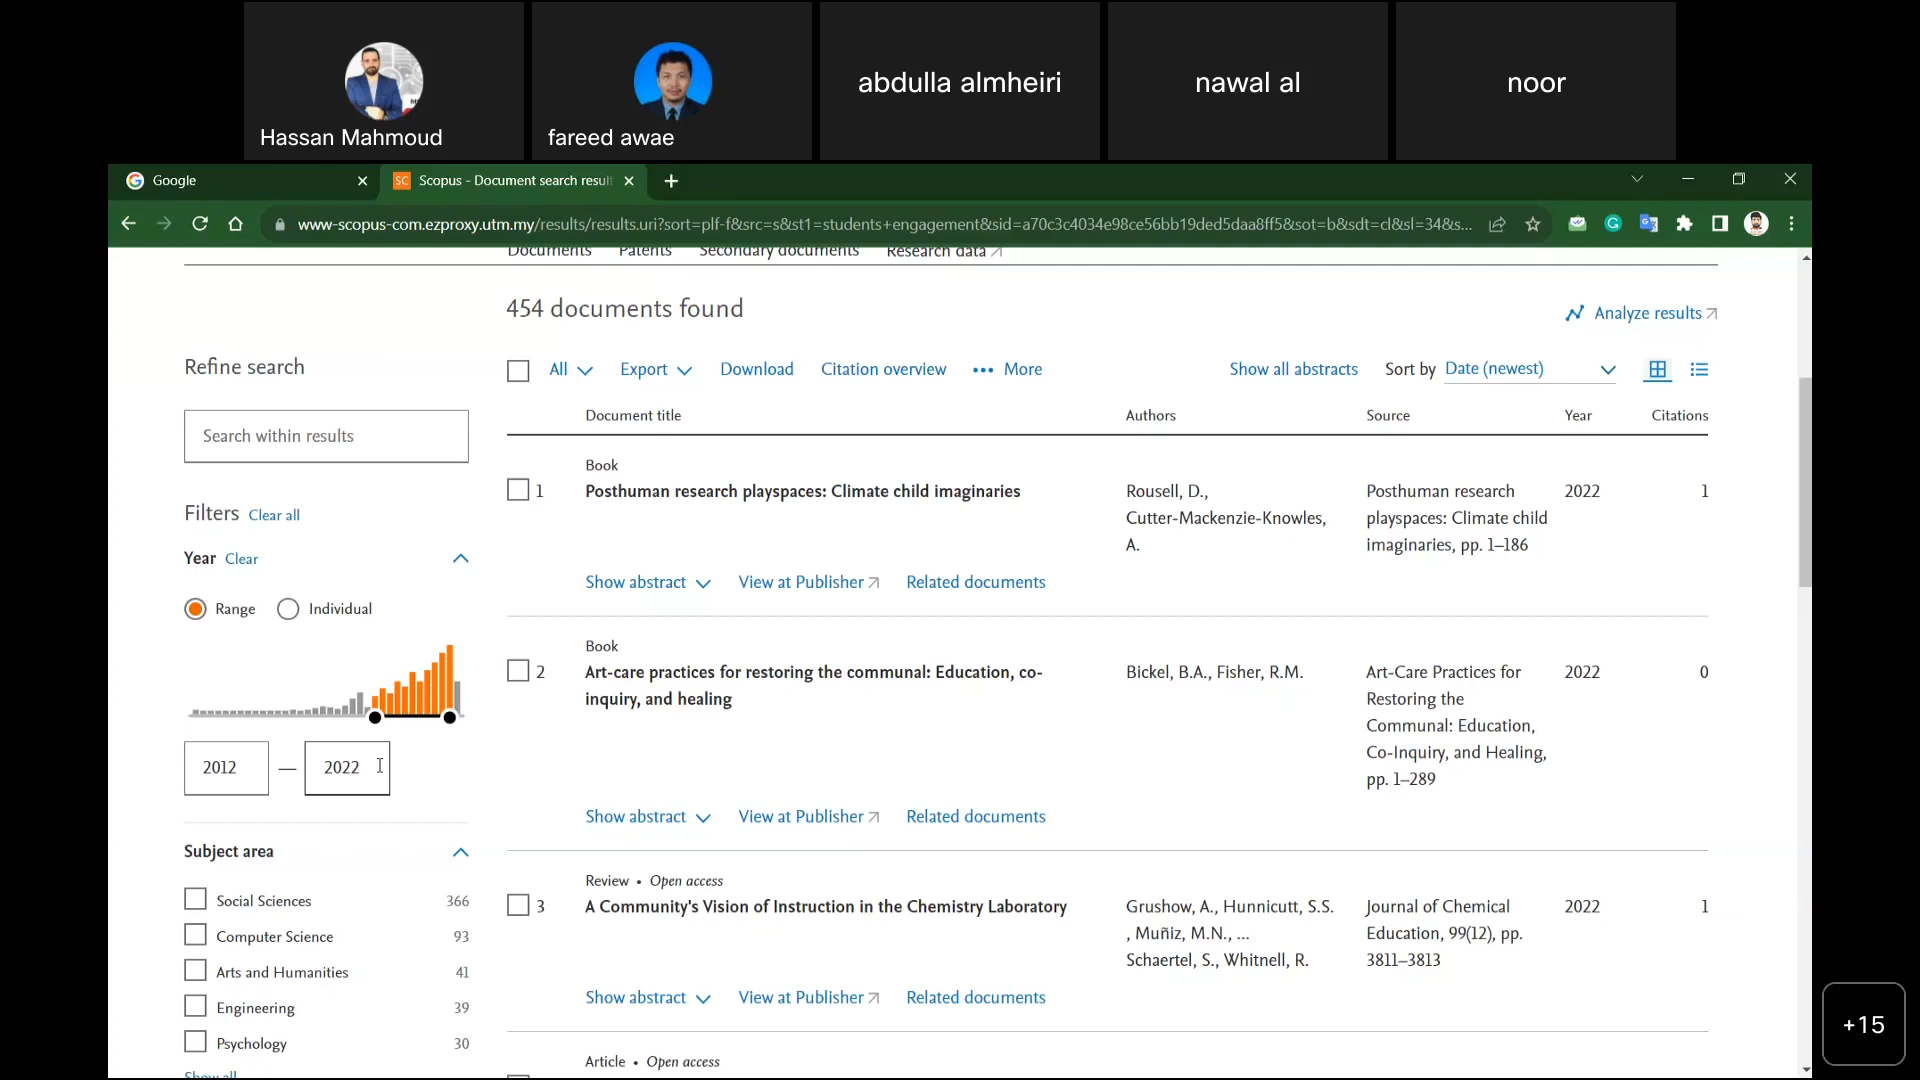 Hassan Mahmoud
fareed awae
abdulla almheiri
nawal al
noor
Google
SC
Scopus - Document search resul
www-scopus-com.ezproxy.utm.my/results/results.uri?sort=plf-f&src=s&st1=students+engagement&sid=a70c3c4034e98ce56bb19ded5daa8ff5&sot=b&sdt=cl&sl=34&s...
Documents Patents Secondary documents Research data
454 documents found
Analyze results
Refine search
All Export Download Citation overview ••• More
Show all abstracts Sort by Date (newest)
Search within results
Document title Authors Source Year Citations
Filters Clear all
Year Clear
Range Individual
2012 — 2022
Subject area
Social Sciences 366
Computer Science 93
Arts and Humanities 41
Engineering 39
Psychology 30
Show all
Book
1 Posthuman research playspaces: Climate child imaginaries
Rousell, D.,
Cutter-Mackenzie-Knowles,
A.
Posthuman research
playspaces: Climate child
imaginaries, pp. 1–186
2022
1
Show abstract View at Publisher Related documents
Book
2 Art-care practices for restoring the communal: Education, co-
inquiry, and healing
Bickel, B.A., Fisher, R.M.
Art-Care Practices for
Restoring the
Communal: Education,
Co-Inquiry, and Healing,
pp. 1–289
2022
0
Show abstract View at Publisher Related documents
Review • Open access
3 A Community's Vision of Instruction in the Chemistry Laboratory
Grushow, A., Hunnicutt, S.S.
, Muñiz, M.N., ...
Schaertel, S., Whitnell, R.
Journal of Chemical
Education, 99(12), pp.
3811–3813
2022
1
Show abstract View at Publisher Related documents
Article • Open access
+15